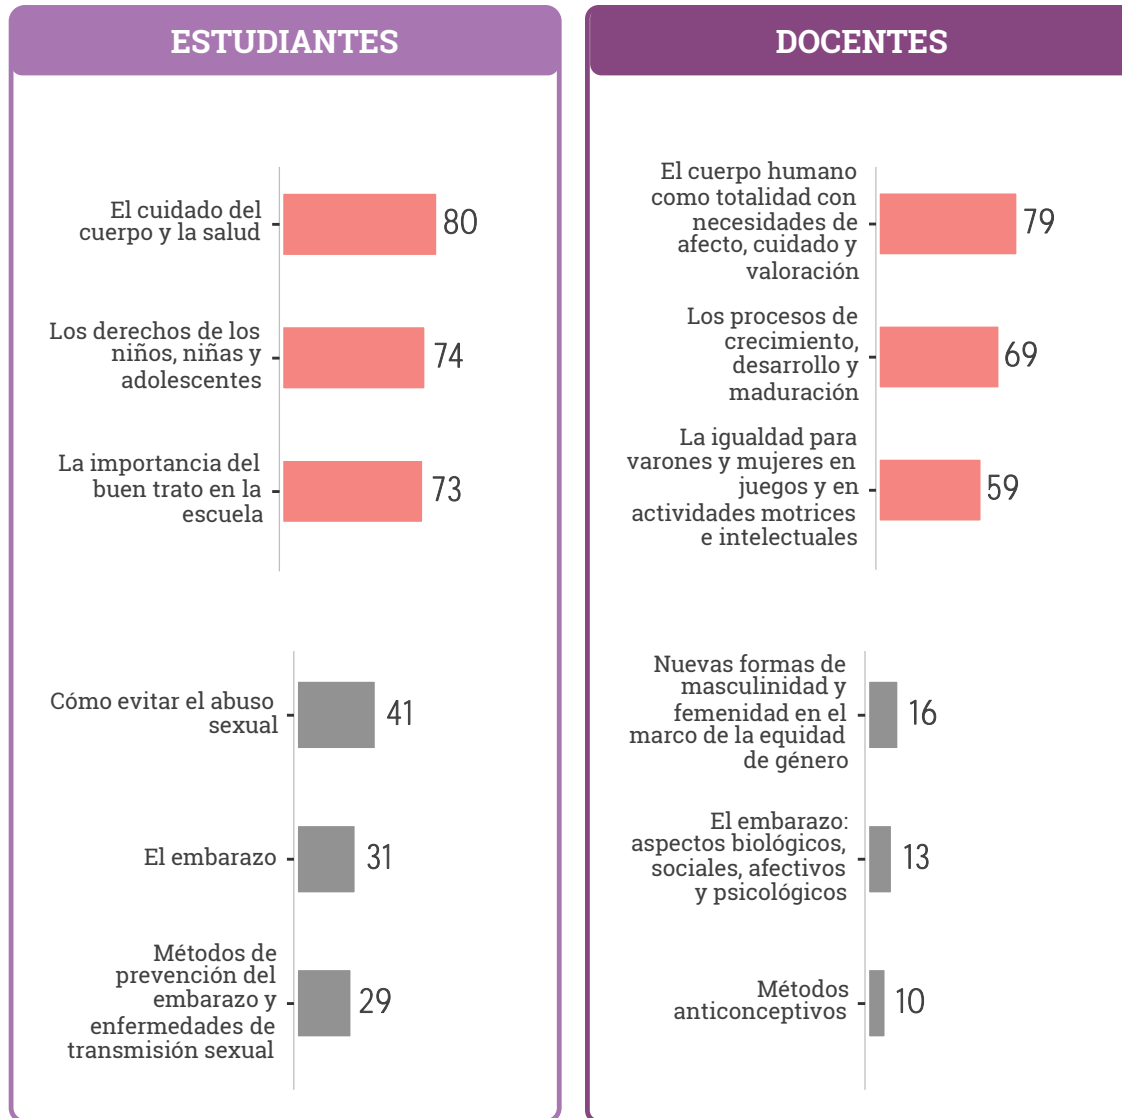 ESTUDIANTES
El cuidado del
cuerpo y la salud
80
Los derechos de los
niños, niñas y
adolescentes
74
La importancia del
buen trato en la
escuela
73
Cómo evitar el abuso
sexual
41
El embarazo
31
Métodos de
prevención del
embarazo y
enfermedades de
transmisión sexual
29
DOCENTES
El cuerpo humano
como totalidad con
necesidades de
afecto, cuidado y
valoración
79
Los procesos de
crecimiento,
desarrollo y
maduración
69
La igualdad para
varones y mujeres en
juegos y en
actividades motrices
e intelectuales
59
Nuevas formas de
masculinidad y
femenidad en el
marco de la equidad
de género
16
El embarazo:
aspectos biológicos,
sociales, afectivos
y psicológicos
13
Métodos
anticonceptivos
10